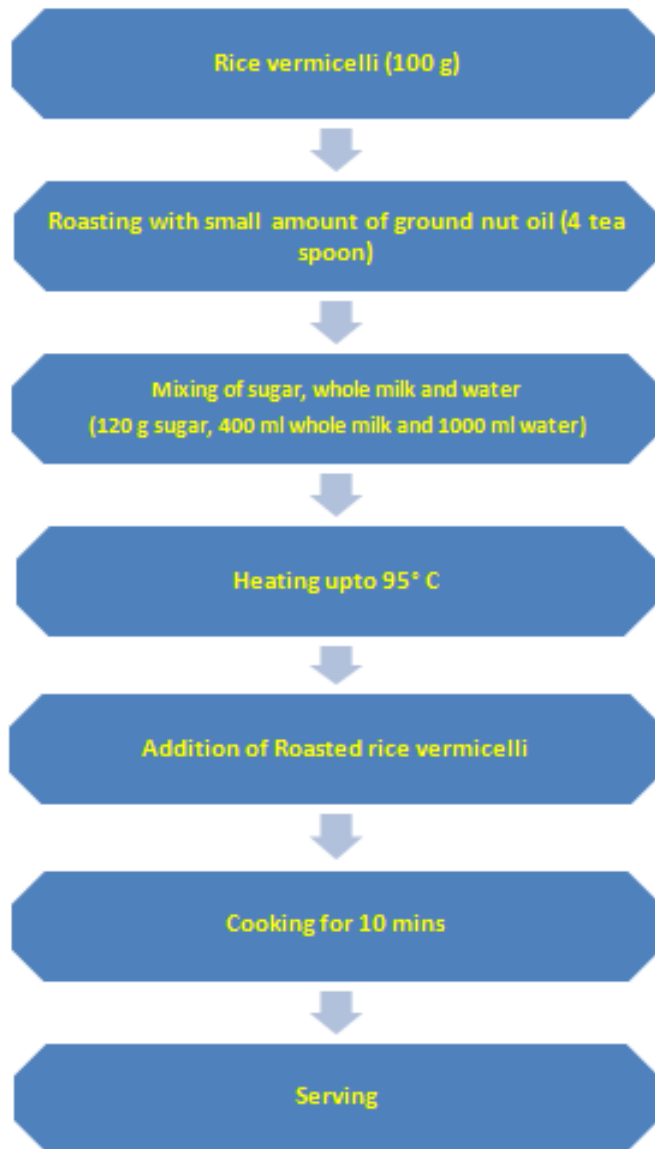 Rice vermicelli (100 g)
Roasting with small amount of ground nut oil (4 tea
spoon)
Mixing of sugar, whole milk and water
(120 g sugar, 400 ml whole milk and 1000 ml water)
Heating upto 95° C
Addition of Roasted rice vermicelli
Cooking for 10 mins
Serving